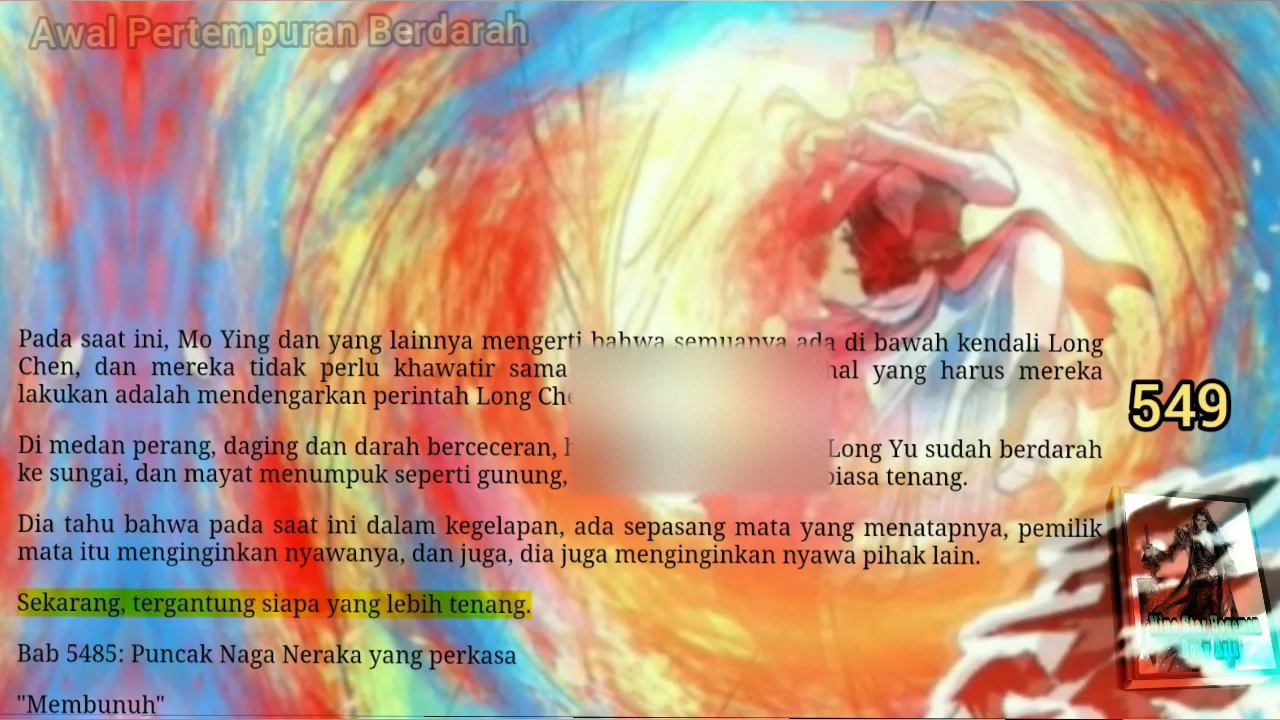 Awal Pertempuran Berdarah
Pada saat ini, Mo Ying dan yang lainnya mengerti bahwa semuanya ada di bawah kendali Long
Chen, dan mereka tidak perlu khawatir sama yang harus mereka
lakukan adalah mendengarkan perintah Long
549
Di medan perang, daging dan darah berceceran, Long Yu sudah berdarah
ke sungai, dan mayat menumpuk seperti gunung, tenang.
Dia tahu bahwa pada saat ini dalam kegelapan, ada sepasang mata yang menatapnya, pemilik
mata itu menginginkan nyawanya, dan juga, dia juga menginginkan nyawa pihak lain.
Sekarang, tergantung siapa yang lebih tenang.
Bab 5485: Puncak Naga Neraka yang perkasa
"Membunuh"